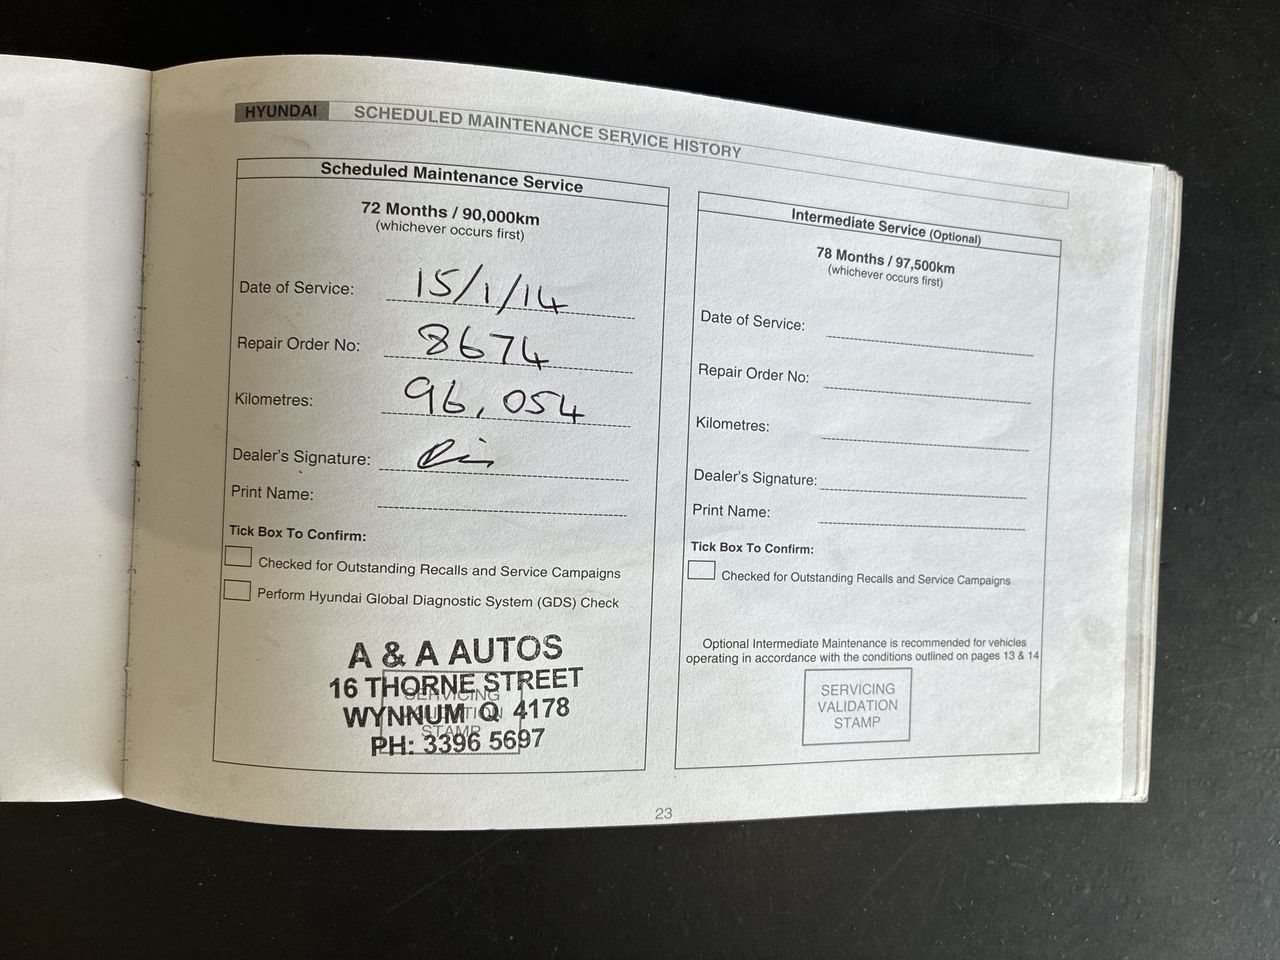 HYUNDAI SCHEDULED MAINTENANCE SERVICE HISTORY
Scheduled Maintenance Service
72 Months / 90,000km
(whichever occurs first)
Date of Service: 15/1/14
Repair Order No: 8674
Kilometres: 96,054
Dealer's Signature:
Print Name:
Tick Box To Confirm:
Checked for Outstanding Recalls and Service Campaigns
Perform Hyundai Global Diagnostic System (GDS) Check
A & A AUTOS
16 THORNE STREET
WYNNUM Q 4178
PH: 3396 5697
SERVICING
VALIDATION
STAMP
Intermediate Service (Optional)
78 Months / 97,500km
(whichever occurs first)
Date of Service:
Repair Order No:
Kilometres:
Dealer's Signature:
Print Name:
Tick Box To Confirm:
Checked for Outstanding Recalls and Service Campaigns
Optional Intermediate Maintenance is recommended for vehicles
operating in accordance with the conditions outlined on pages 13 & 14
SERVICING
VALIDATION
STAMP
23